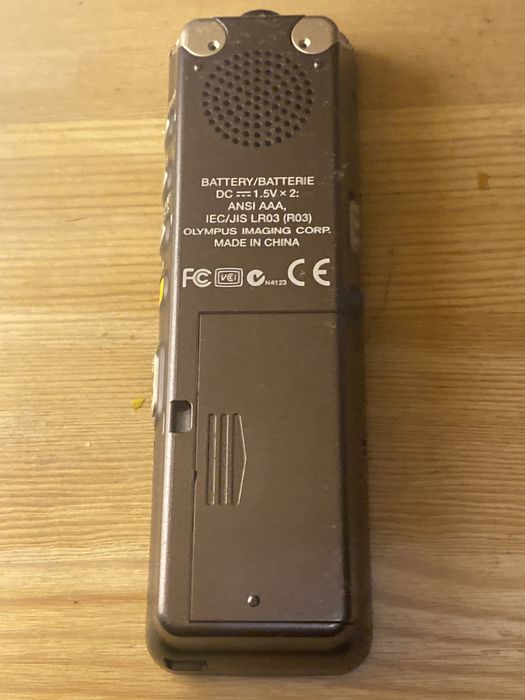 BATTERY/BATTERIE
DC ⎓ 1.5V × 2:
ANSI AAA,
IEC/JIS LR03 (R03)
OLYMPUS IMAGING CORP.
MADE IN CHINA
FC VCI N4123 CE